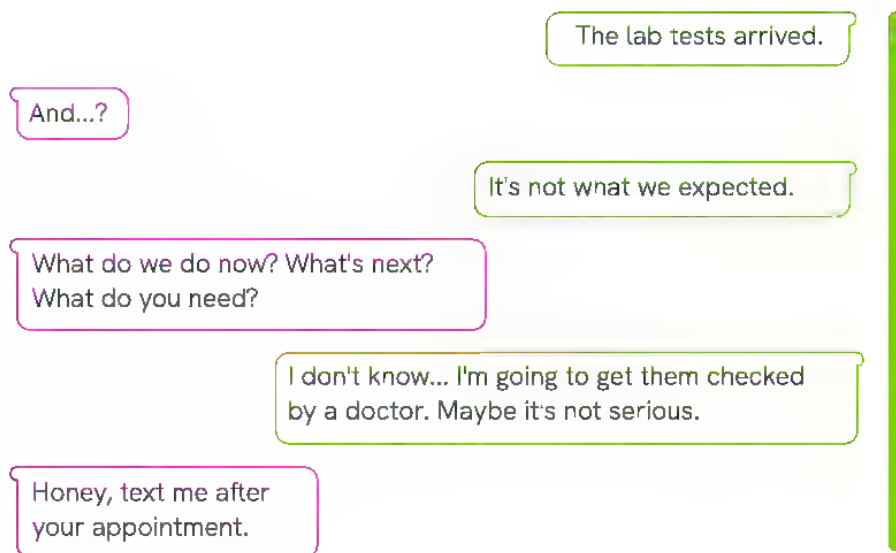 The lab tests arrived.
And...?
It's not what we expected.
What do we do now? What's next?
What do you need?
I don't know... I'm going to get them checked
by a doctor. Maybe it's not serious.
Honey, text me after
your appointment.